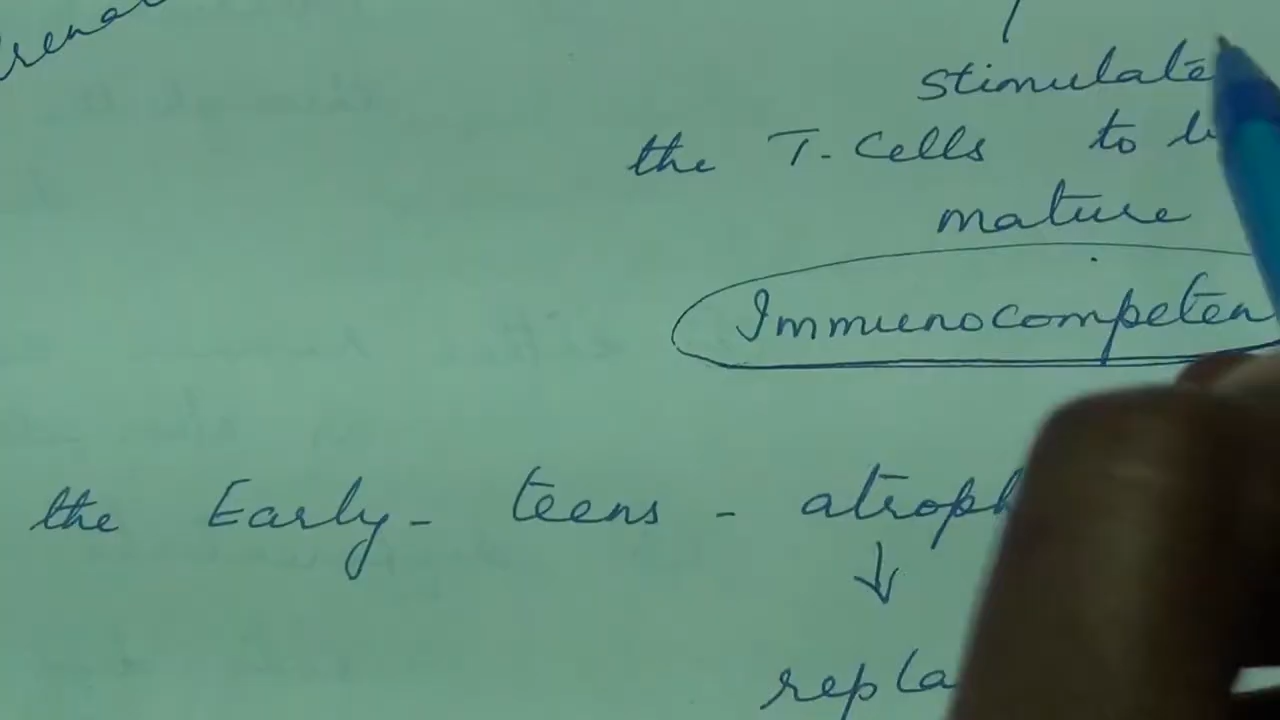 stimulate
the T. Cells to
mature
Immunocompeten
the Early - teens - atroph
↓
repla